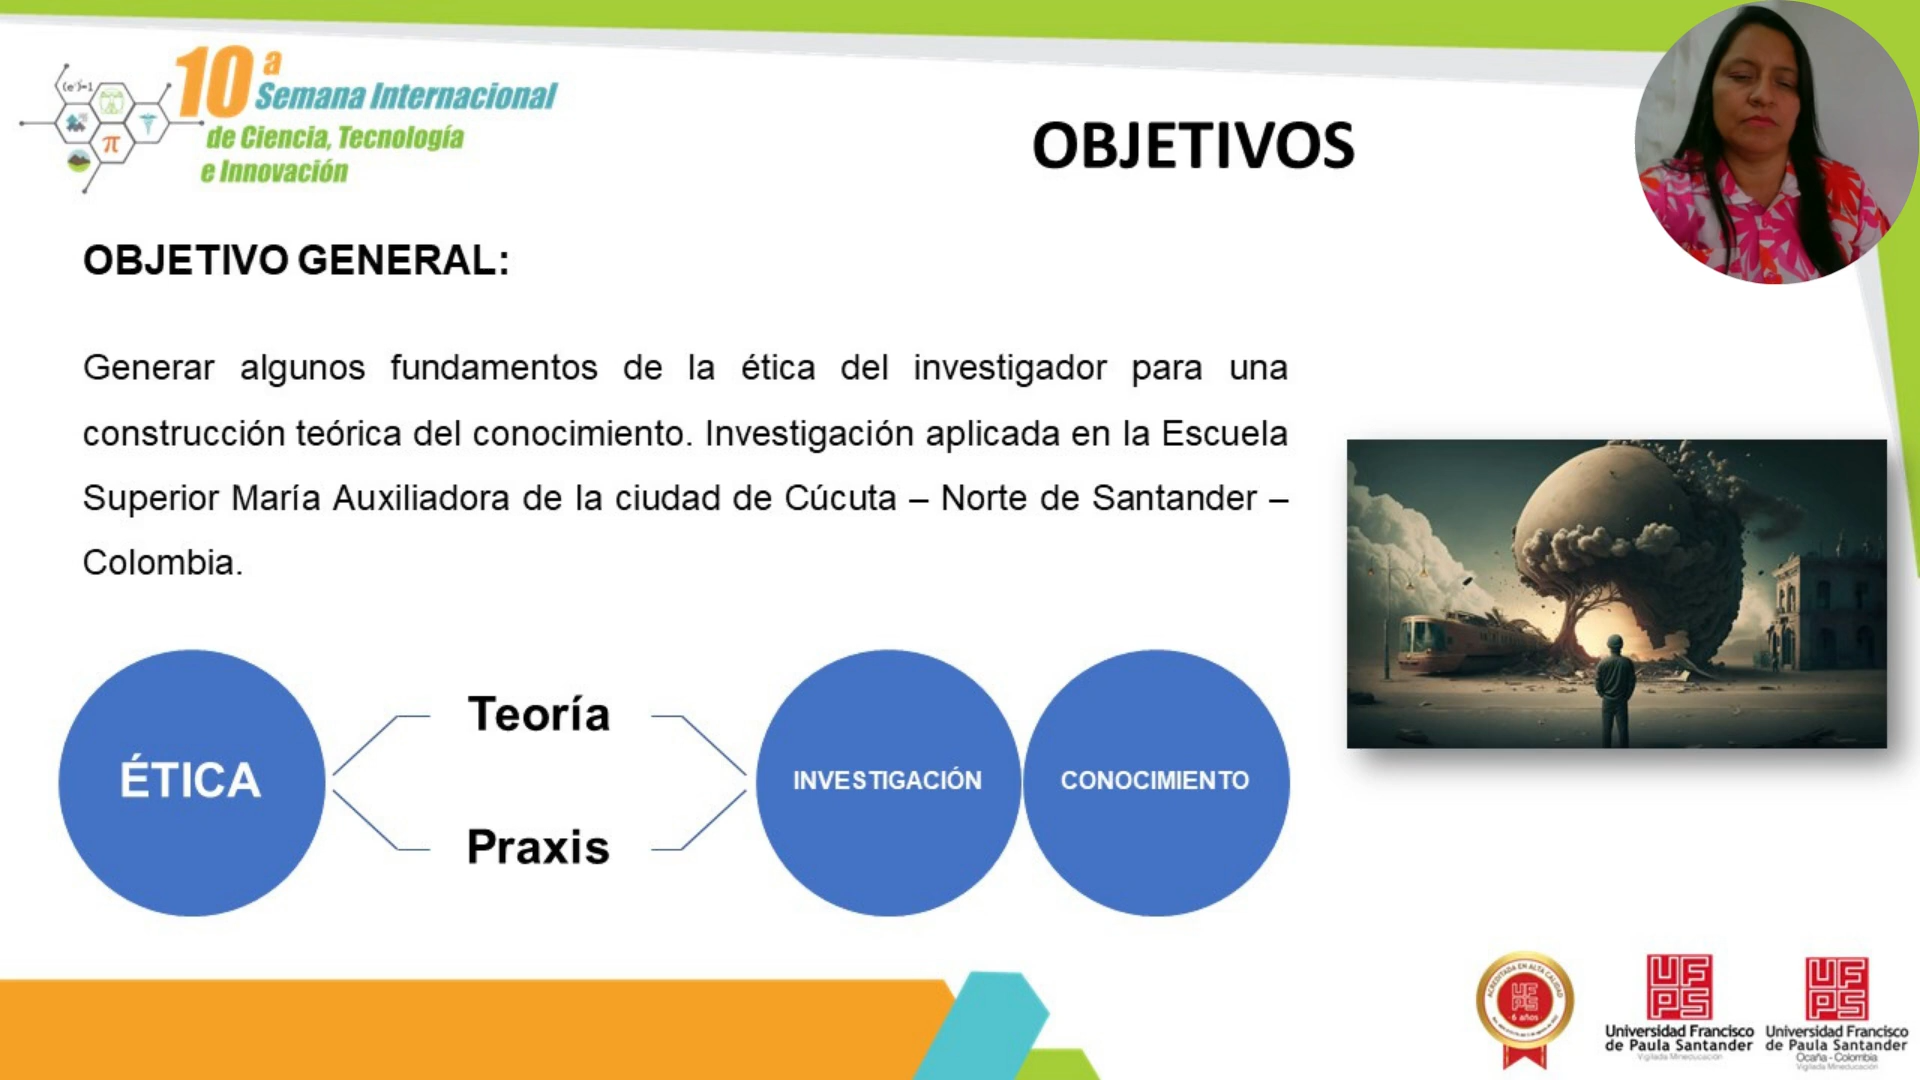 10ª
Semana Internacional
de Ciencia, Tecnología
e Innovación
OBJETIVOS
OBJETIVO GENERAL:
Generar algunos fundamentos de la ética del investigador para una
construcción teórica del conocimiento. Investigación aplicada en la Escuela
Superior María Auxiliadora de la ciudad de Cúcuta – Norte de Santander –
Colombia.
ÉTICA
Teoría
Praxis
INVESTIGACIÓN
CONOCIMIENTO
ACREDITADA EN ALTA CALIDAD
UFPS
6 años
UFPS
Universidad Francisco
de Paula Santander
Vigilada Mineducación
UFPS
Universidad Francisco
de Paula Santander
Ocaña - Colombia
Vigilada Mineducación